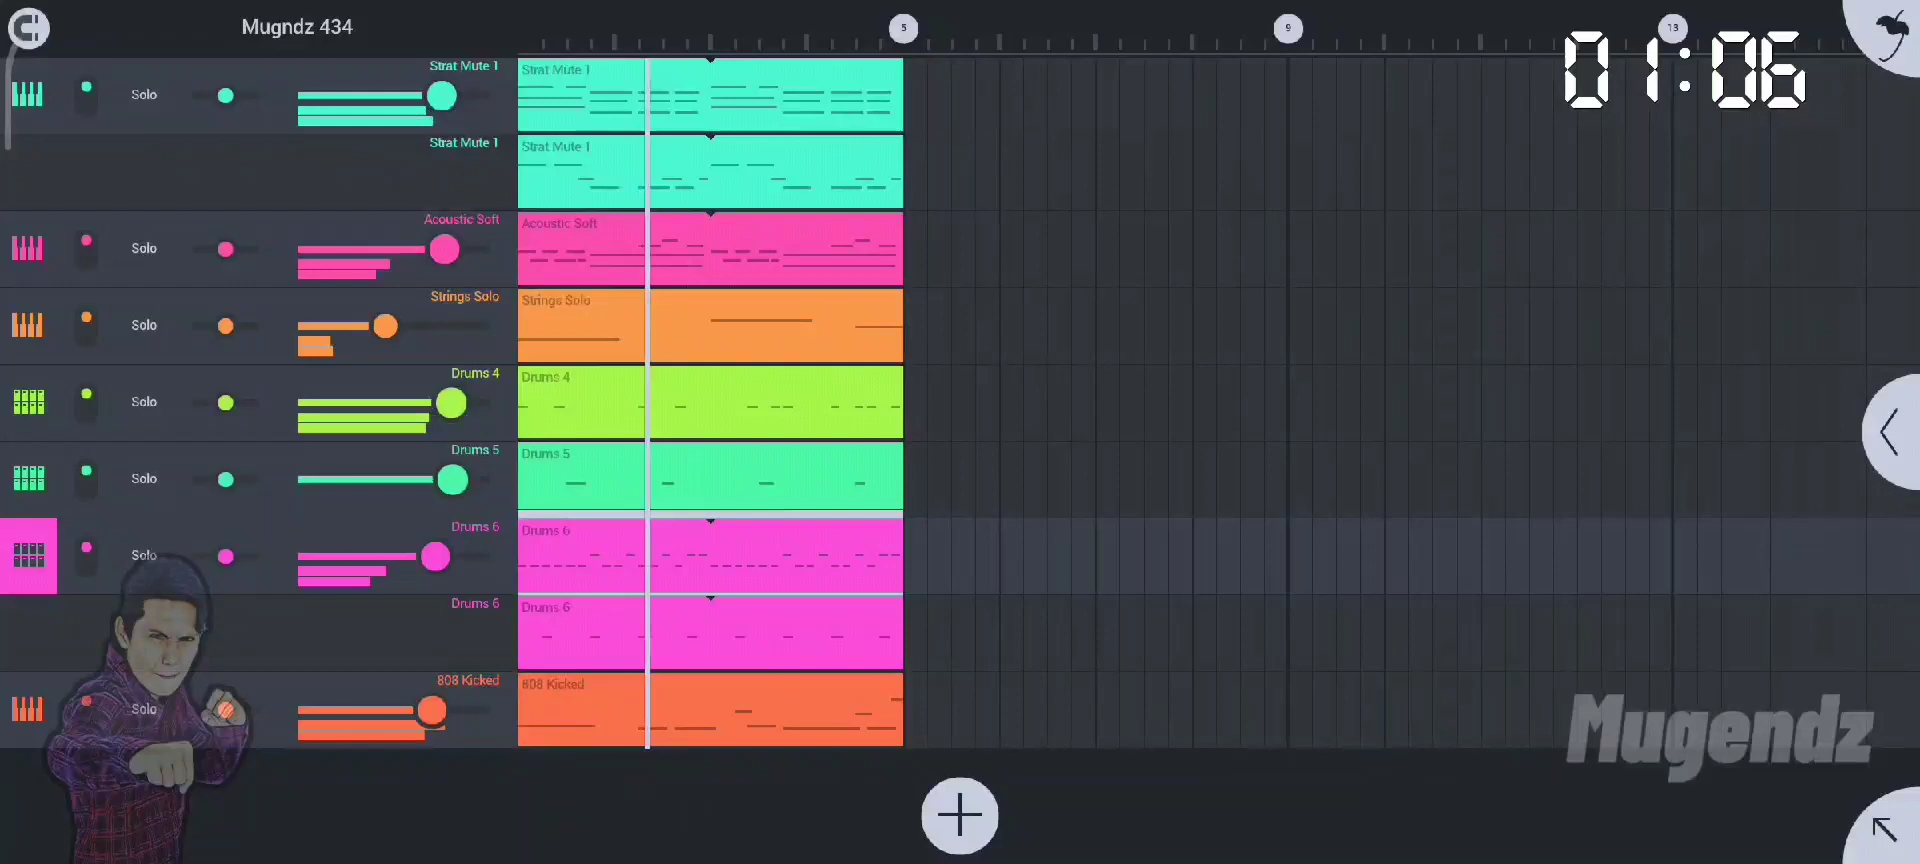 Mugndz 434
5
9
13
01:06
Strat Mute 1
Solo
Strat Mute 1
Strat Mute 1
Strat Mute 1
Acoustic Soft
Solo
Acoustic Soft
Strings Solo
Solo
Strings Solo
Drums 4
Solo
Drums 4
Drums 5
Solo
Drums 5
Drums 6
Solo
Drums 6
Drums 6
Drums 6
808 Kicked
Solo
808 Kicked
Mugendz